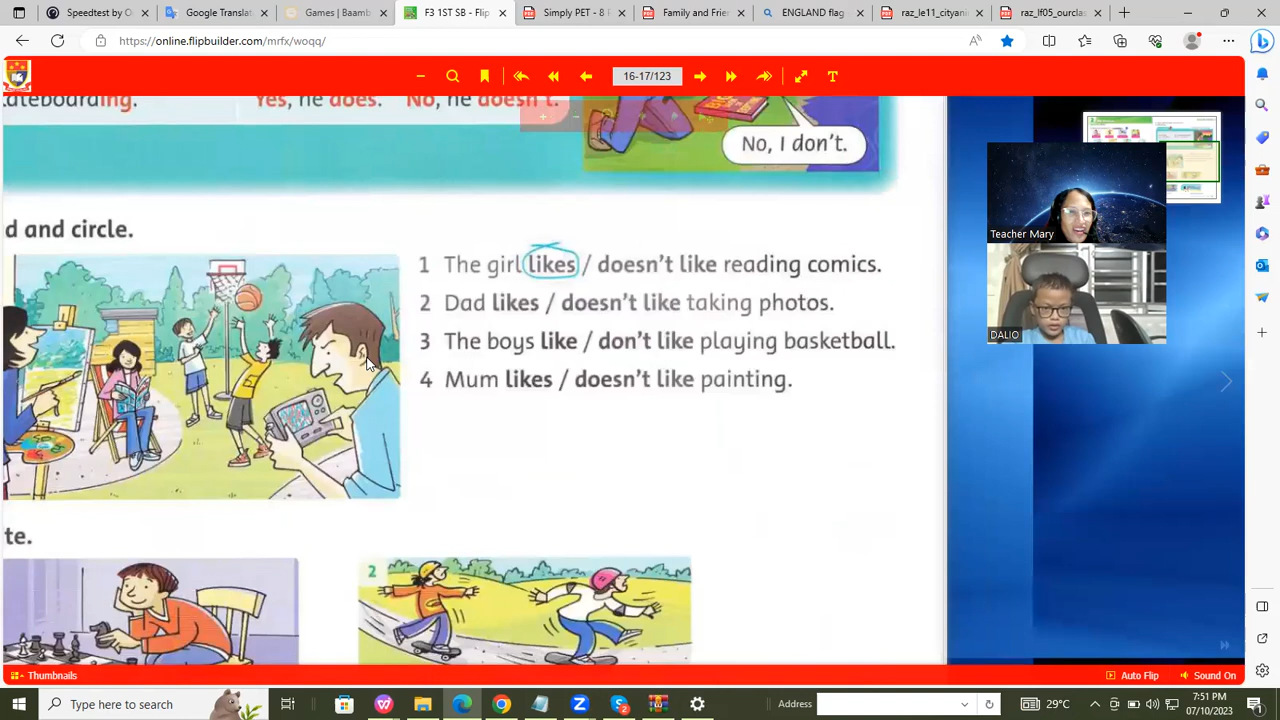 Speedtest by O
Google Translat
Games | Baamb
F3 1ST SB - Flip
Simply PET - 8 F
Family and Frie
ENGLAND flag
raz_le11_cityani
raz_lf05_ourclas
https://online.flipbuilder.com/mrfx/woqq/
16-17/123
ateboarding. Yes, he does. No, he doesn't.
No, I don't.
d and circle.
1 The girl likes / doesn't like reading comics.
2 Dad likes / doesn't like taking photos.
3 The boys like / don't like playing basketball.
4 Mum likes / doesn't like painting.
te.
2
Teacher Mary
DALIO
Thumbnails
Auto Flip
Sound On
Type here to search
Address
29°C
7:51 PM
07/10/2023